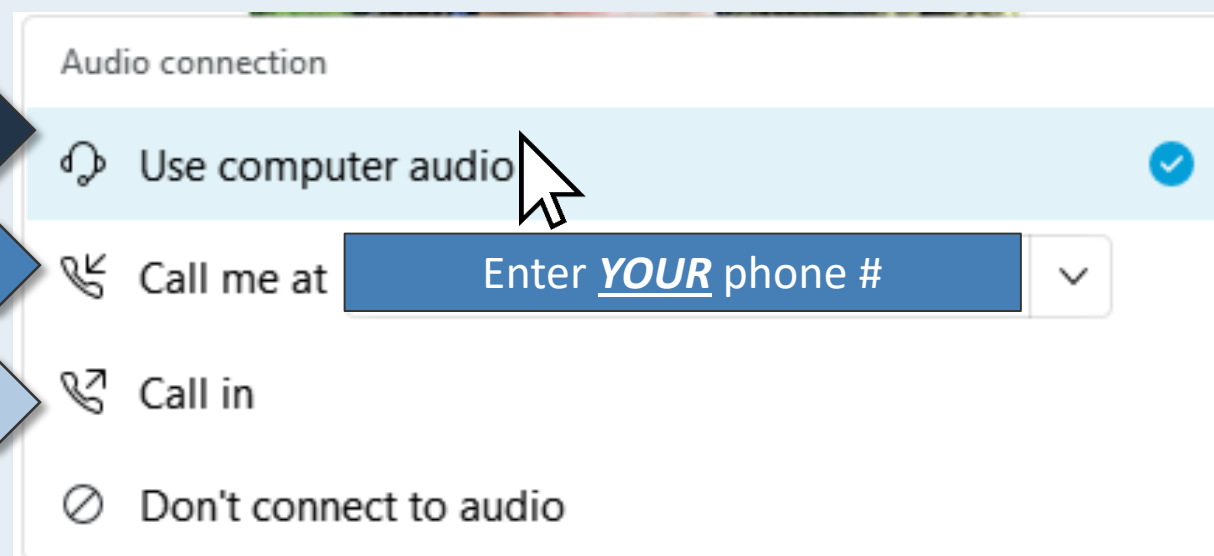 Audio connection
Use computer audio
Call me at Enter YOUR phone #
Call in
Don't connect to audio